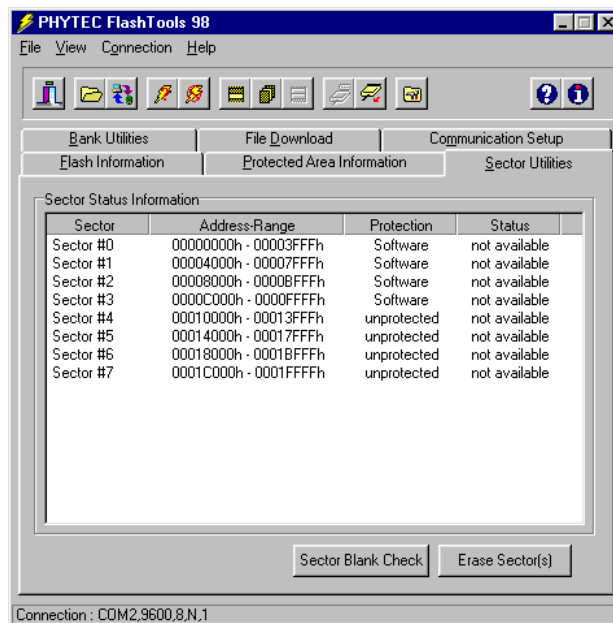 PHYTEC FlashTools 98
File View Connection Help
Bank Utilities File Download Communication Setup
Flash Information Protected Area Information Sector Utilities
Sector Status Information
Sector Address-Range Protection Status
Sector #0 00000000h - 00003FFFh Software not available
Sector #1 00004000h - 00007FFFh Software not available
Sector #2 00008000h - 0000BFFFh Software not available
Sector #3 0000C000h - 0000FFFFh Software not available
Sector #4 00010000h - 00013FFFh unprotected not available
Sector #5 00014000h - 00017FFFh unprotected not available
Sector #6 00018000h - 0001BFFFh unprotected not available
Sector #7 0001C000h - 0001FFFFh unprotected not available
Sector Blank Check Erase Sector(s)
Connection : COM2,9600,8,N,1